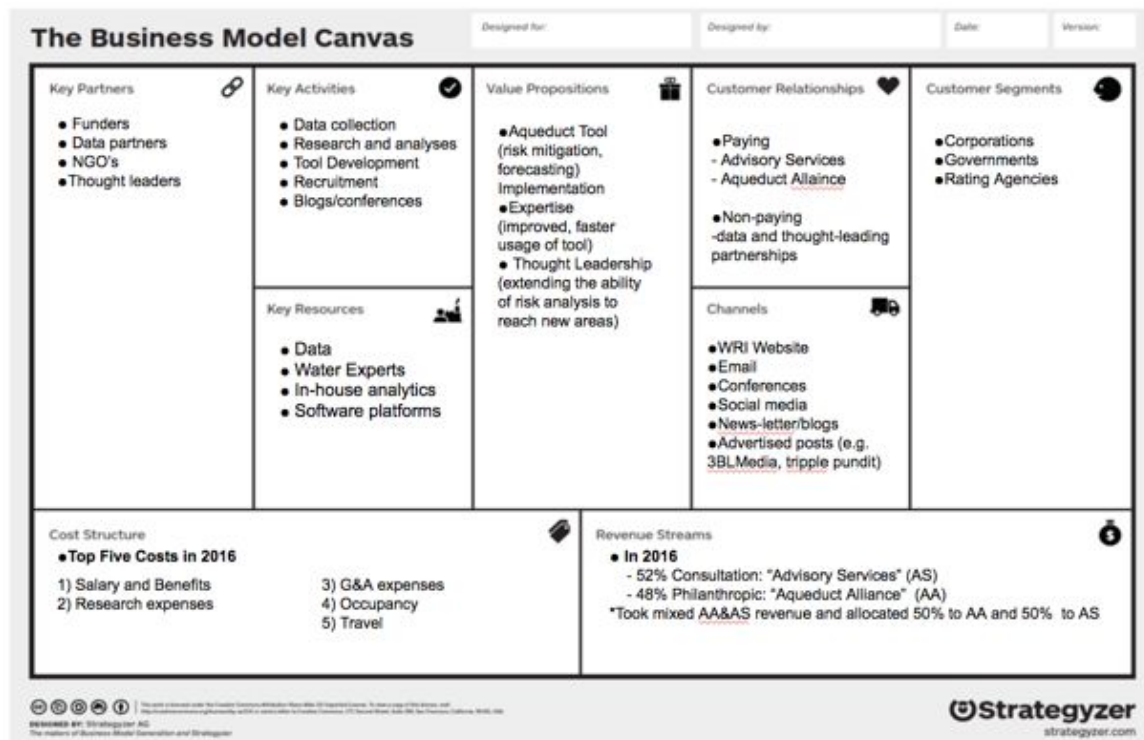 The Business Model Canvas
Designed for:
Designed by:
Date:
Version:
Key Partners
● Funders
● Data partners
● NGO's
●Thought leaders
Key Activities
● Data collection
● Research and analyses
● Tool Development
● Recruitment
● Blogs/conferences
Key Resources
● Data
● Water Experts
● In-house analytics
● Software platforms
Value Propositions
●Aqueduct Tool
(risk mitigation,
forecasting)
Implementation
●Expertise
(improved, faster
usage of tool)
● Thought Leadership
(extending the ability
of risk analysis to
reach new areas)
Customer Relationships
●Paying
- Advisory Services
- Aqueduct Allaince
●Non-paying
-data and thought-leading
partnerships
Channels
●WRI Website
●Email
●Conferences
●Social media
●News-letter/blogs
●Advertised posts (e.g.
3BLMedia, tripple pundit)
Customer Segments
●Corporations
●Governments
●Rating Agencies
Cost Structure
●Top Five Costs in 2016
1) Salary and Benefits
2) Research expenses
3) G&A expenses
4) Occupancy
5) Travel
Revenue Streams
● In 2016
- 52% Consultation: "Advisory Services" (AS)
- 48% Philanthropic: "Aqueduct Alliance" (AA)
*Took mixed AA&AS revenue and allocated 50% to AA and 50% to AS
DESIGNED BY: Strategyzer AG
The makers of Business Model Generation and Strategyzer
Strategyzer
strategyzer.com